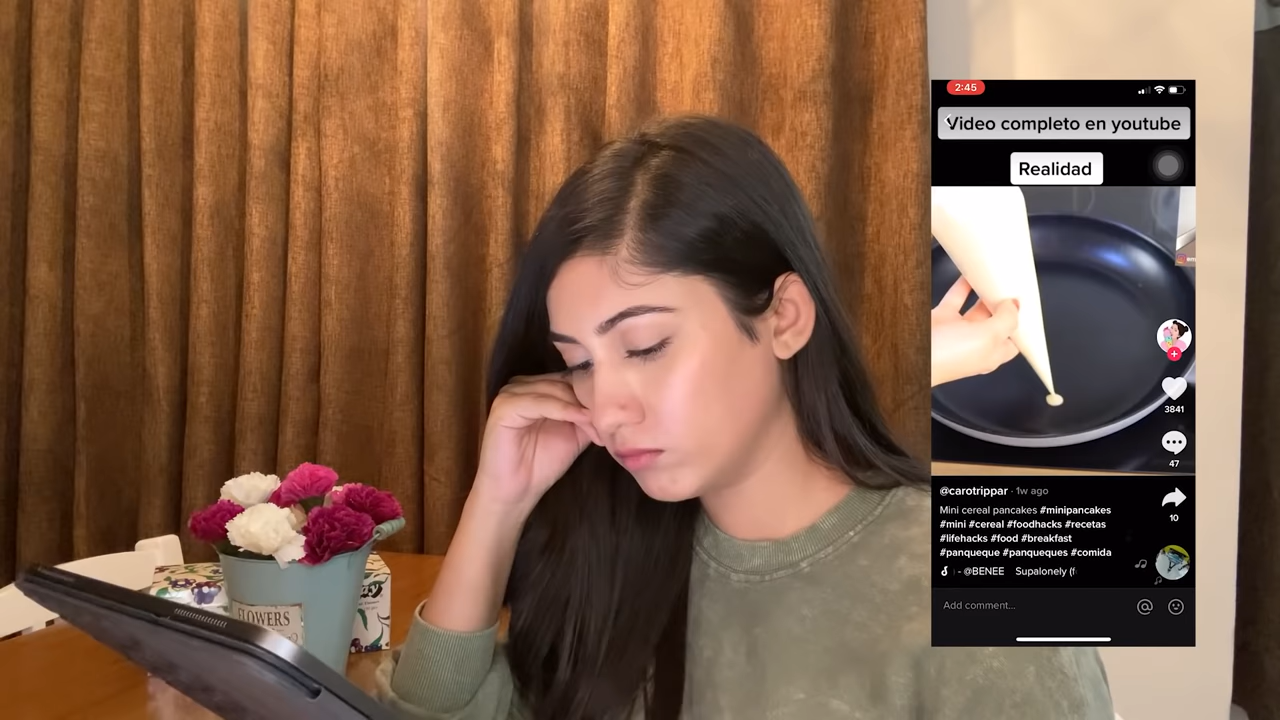 FLOWERS
2:45
Video completo en youtube
Realidad
3841
47
@carotrippar · 1w ago
Mini cereal pancakes #minipancakes
#mini #cereal #foodhacks #recetas
#lifehacks #food #breakfast
#panqueque #panqueques #comida
10
- @BENEE Supalonely (f
Add comment...